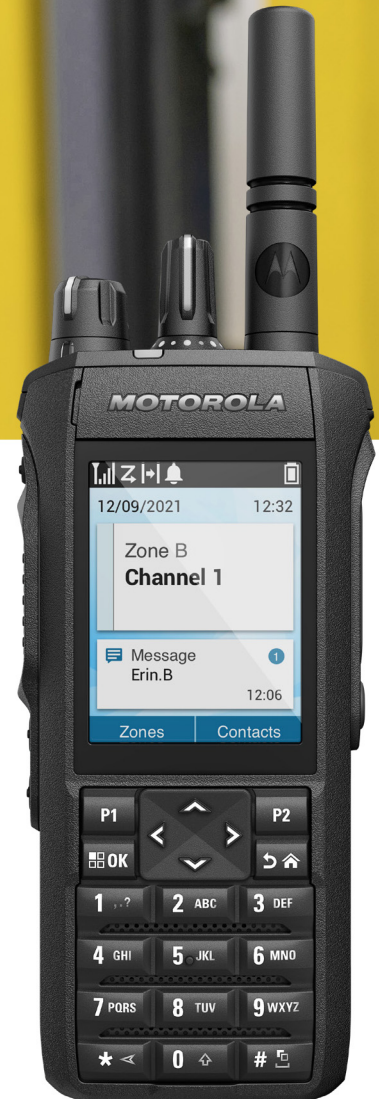 MOTOROLA
12/09/2021 12:32
Zone B
Channel 1
Message 1
Erin.B
12:06
Zones Contacts
P1 P2
OK
1 ,.? 2 ABC 3 DEF
4 GHI 5 JKL 6 MNO
7 PQRS 8 TUV 9 WXYZ
* 0 #